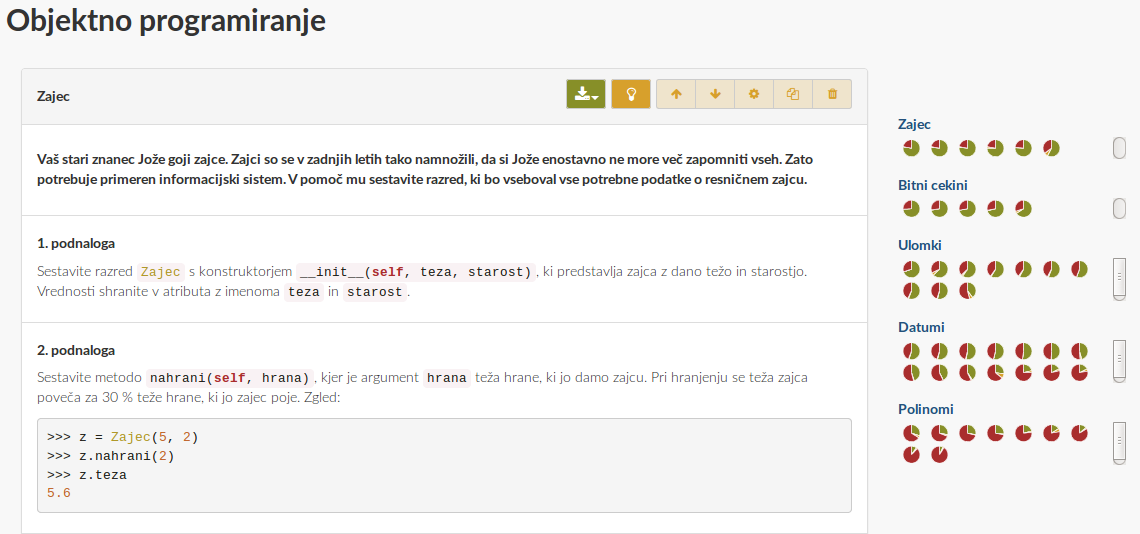 Objektno programiranje
Zajec
Vaš stari znanec Jože goji zajce. Zajci so se v zadnjih letih tako namnožili, da si Jože enostavno ne more več zapomniti vseh. Zato
potrebuje primeren informacijski sistem. V pomoč mu sestavite razred, ki bo vseboval vse potrebne podatke o resničnem zajcu.
1. podnaloga
Sestavite razred Zajec s konstruktorjem __init__(self, teza, starost), ki predstavlja zajca z dano težo in starostjo.
Vrednosti shranite v atributa z imenoma teza in starost.
2. podnaloga
Sestavite metodo nahrani(self, hrana), kjer je argument hrana teža hrane, ki jo damo zajcu. Pri hranjenju se teža zajca
poveča za 30 % teže hrane, ki jo zajec poje. Zgled:
>>> z = Zajec(5, 2)
>>> z.nahrani(2)
>>> z.teza
5.6
Zajec
Bitni cekini
Ulomki
Datumi
Polinomi